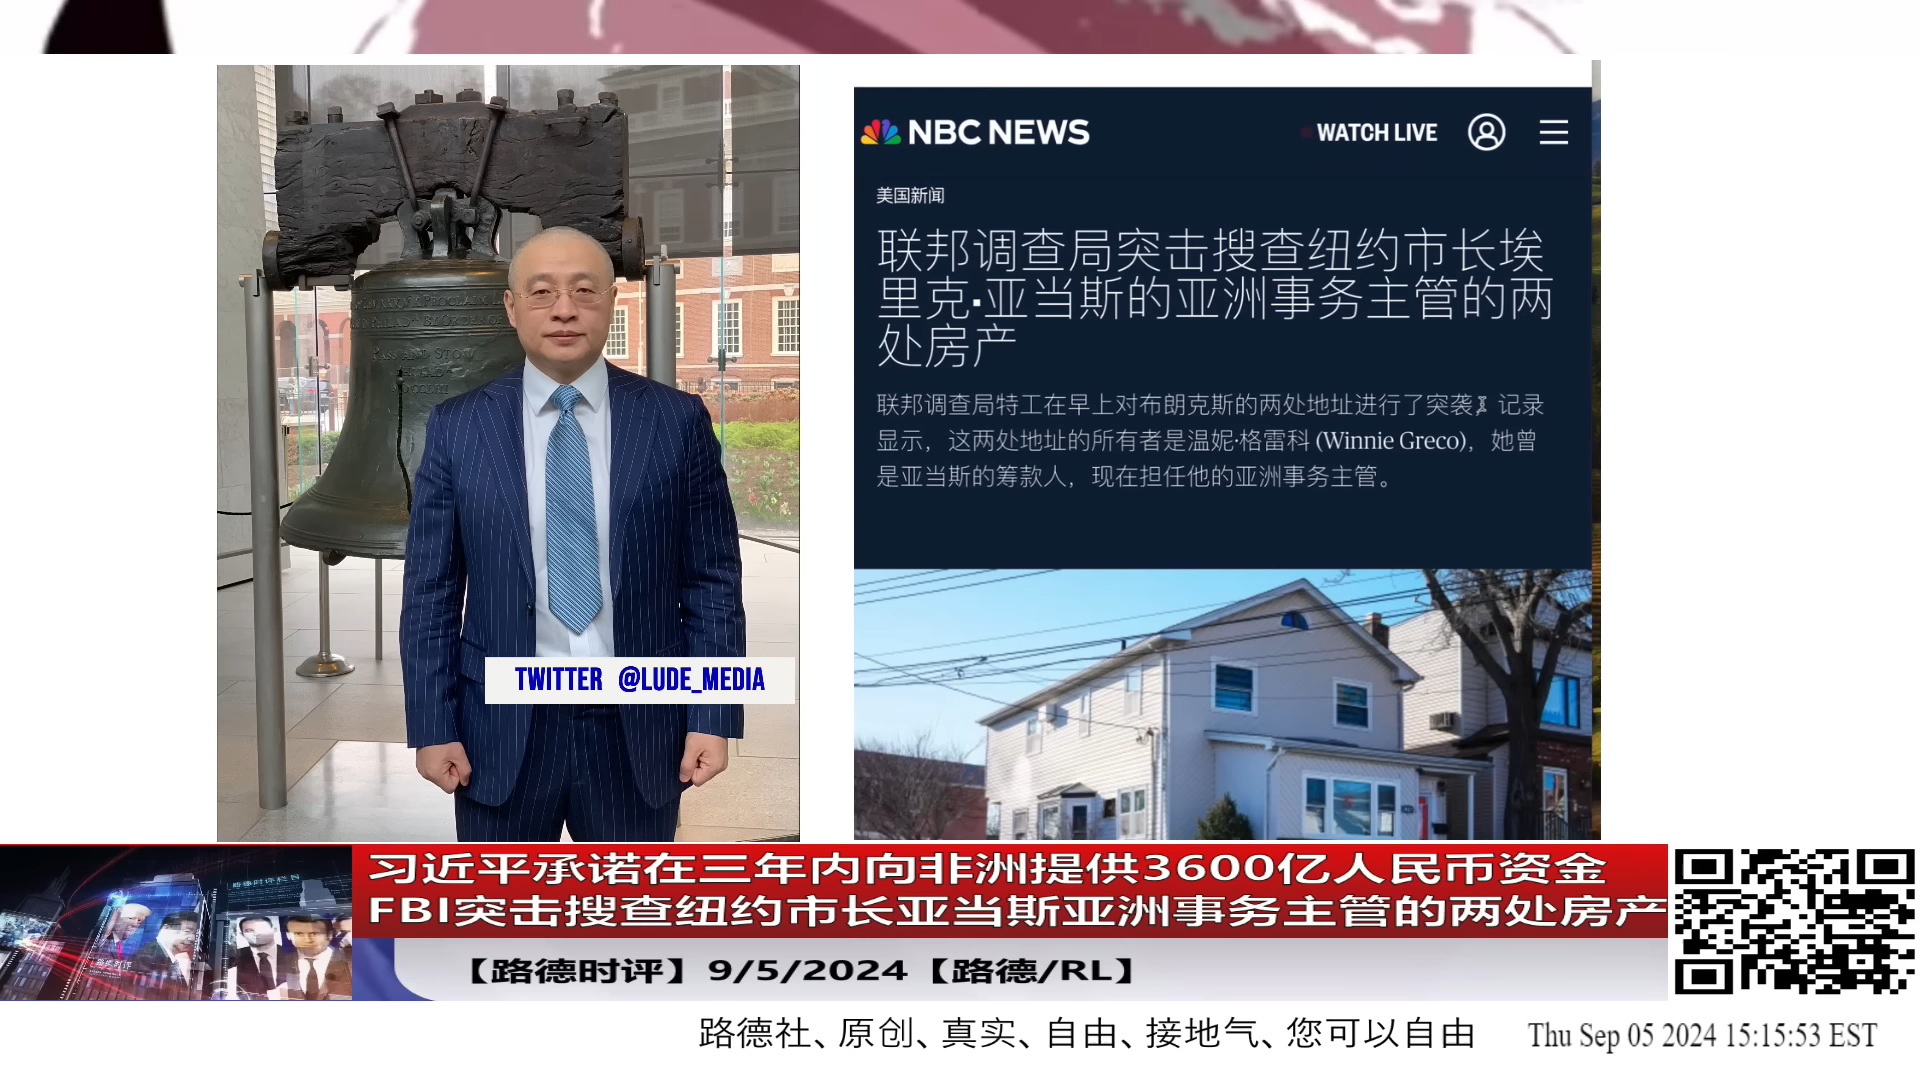 PASS AND STOW
TWITTER @LUDE_MEDIA
NBC NEWS
WATCH LIVE
美国新闻
联邦调查局突击搜查纽约市长埃
里克·亚当斯的亚洲事务主管的两
处房产
联邦调查局特工在早上对布朗克斯的两处地址进行了突袭，记录
显示，这两处地址的所有者是温妮·格雷科 (Winnie Greco)，她曾
是亚当斯的筹款人，现在担任他的亚洲事务主管。
习近平承诺在三年内向非洲提供3600亿人民币资金
FBI突击搜查纽约市长亚当斯亚洲事务主管的两处房产
【路德时评】9/5/2024【路德/RL】
路德社、原创、真实、自由、接地气、您可以自由
Thu Sep 05 2024 15:15:53 EST